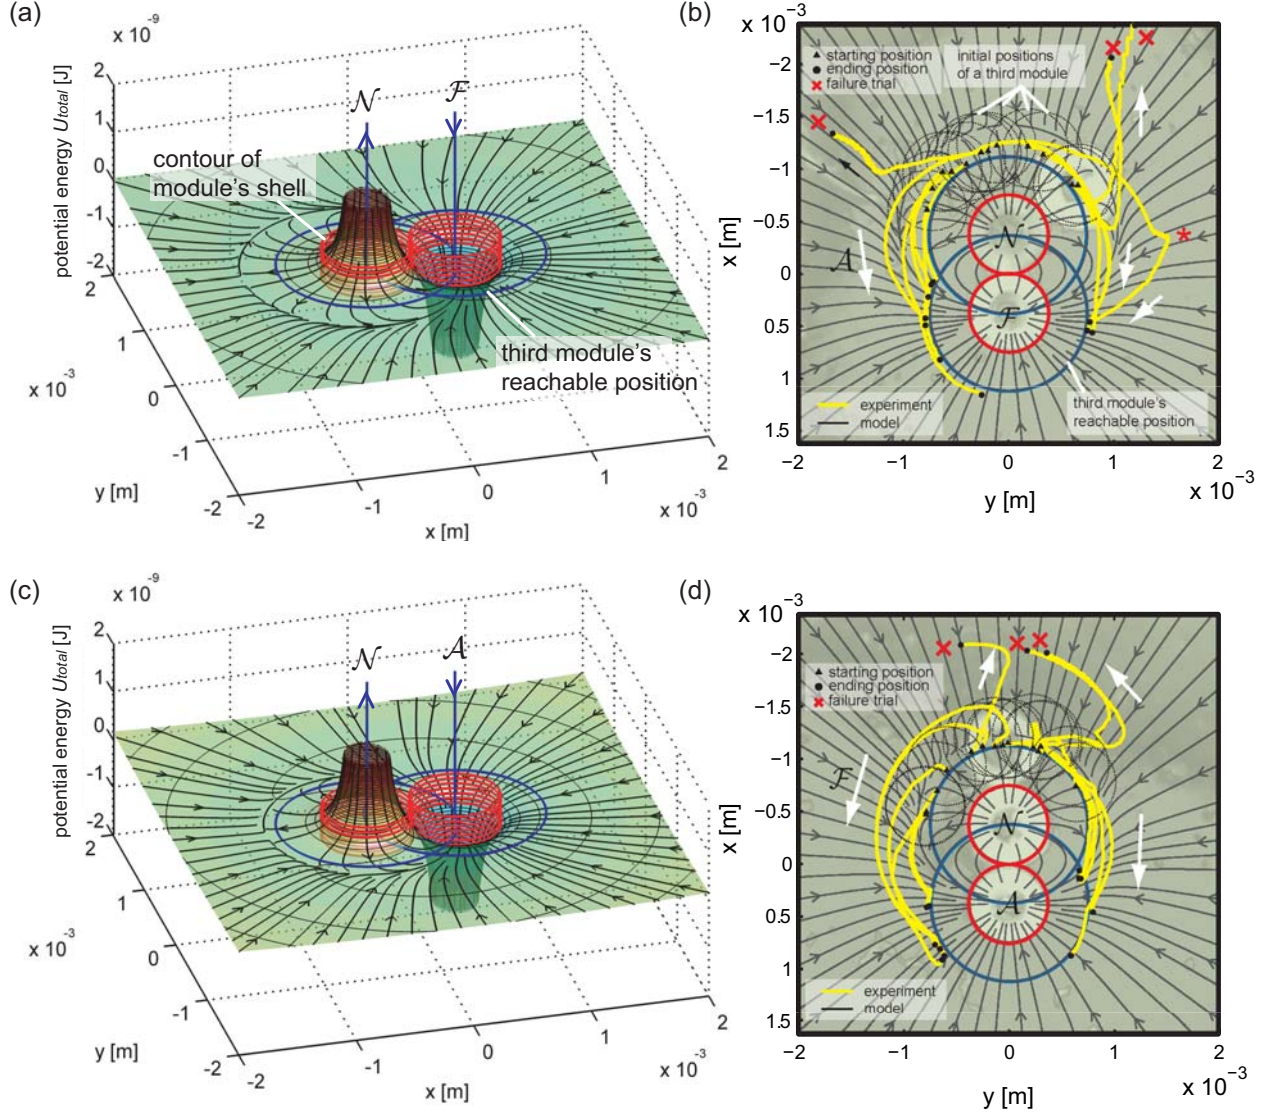 (a)
x 10⁻⁹
potential energy U_total [J]
2
1
0
-1
-2
N
F
contour of
module's shell
third module's
reachable position
2
1
0
-1
-2
x 10⁻³
y [m]
-2
-1
0
1
2
x [m]
x 10⁻³
(b)
x 10⁻³
−2
−1.5
−1
−0.5
0
0.5
1
1.5
x [m]
starting position
ending position
failure trial
initial positions
of a third module
A
N
F
*
experiment
model
third module's
reachable position
−2
−1
0
1
2
y [m]
x 10⁻³
(c)
x 10⁻⁹
potential energy U_total [J]
2
1
0
-1
-2
N
A
2
1
0
-1
-2
x 10⁻³
y [m]
-2
-1
0
1
2
x [m]
x 10⁻³
(d)
x 10⁻³
−2
−1.5
−1
−0.5
0
0.5
1
1.5
x [m]
starting position
ending position
failure trial
F
N
A
experiment
model
−2
−1
0
1
2
y [m]
x 10⁻³